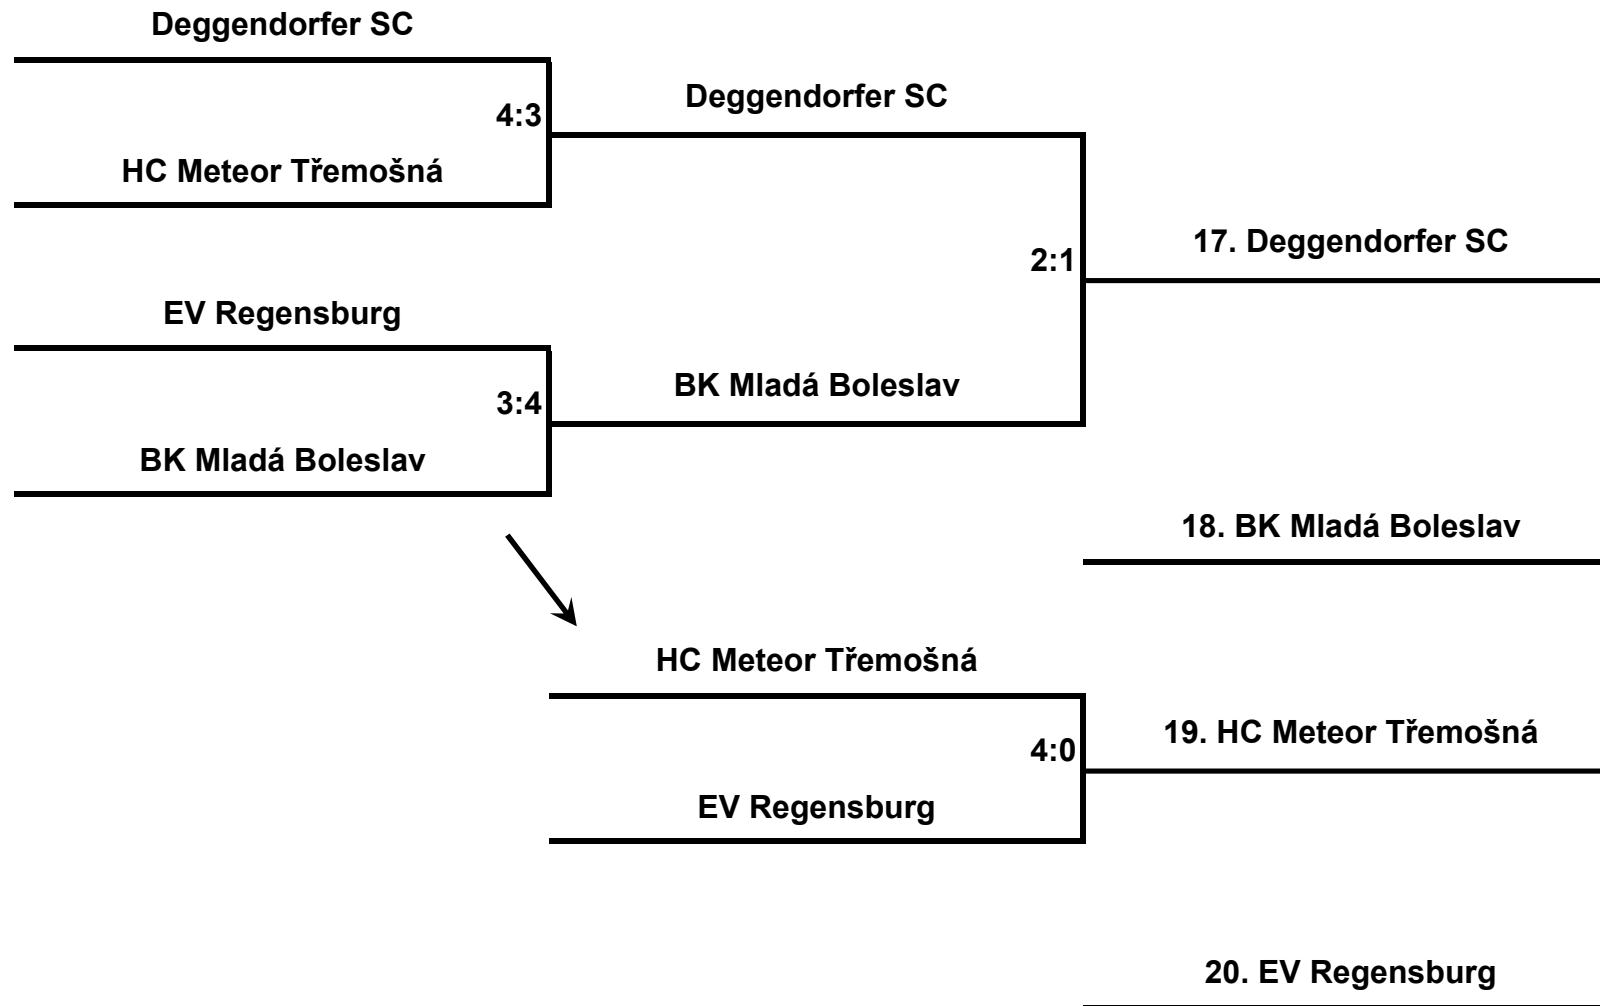 Deggendorfer SC
4:3
HC Meteor Třemošná
EV Regensburg
3:4
BK Mladá Boleslav
Deggendorfer SC
2:1
BK Mladá Boleslav
HC Meteor Třemošná
4:0
EV Regensburg
17. Deggendorfer SC
18. BK Mladá Boleslav
19. HC Meteor Třemošná
20. EV Regensburg